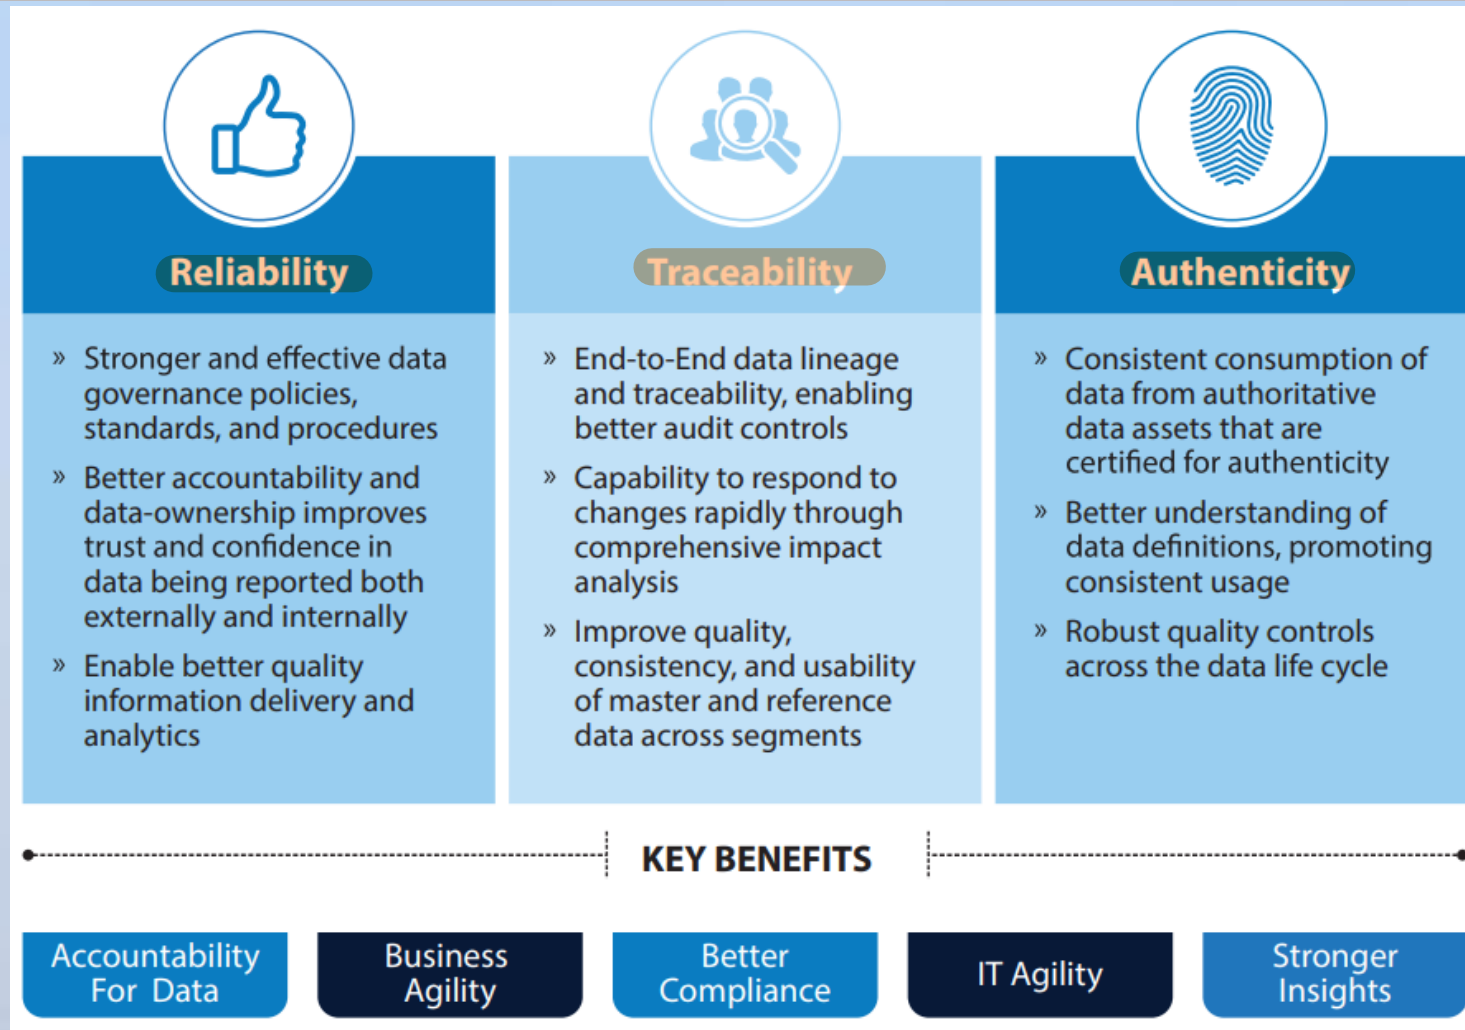 Reliability
» Stronger and effective data
governance policies,
standards, and procedures
» Better accountability and
data-ownership improves
trust and confidence in
data being reported both
externally and internally
» Enable better quality
information delivery and
analytics
Traceability
» End-to-End data lineage
and traceability, enabling
better audit controls
» Capability to respond to
changes rapidly through
comprehensive impact
analysis
» Improve quality,
consistency, and usability
of master and reference
data across segments
Authenticity
» Consistent consumption of
data from authoritative
data assets that are
certified for authenticity
» Better understanding of
data definitions, promoting
consistent usage
» Robust quality controls
across the data life cycle
KEY BENEFITS
Accountability
For Data
Business
Agility
Better
Compliance
IT Agility
Stronger
Insights